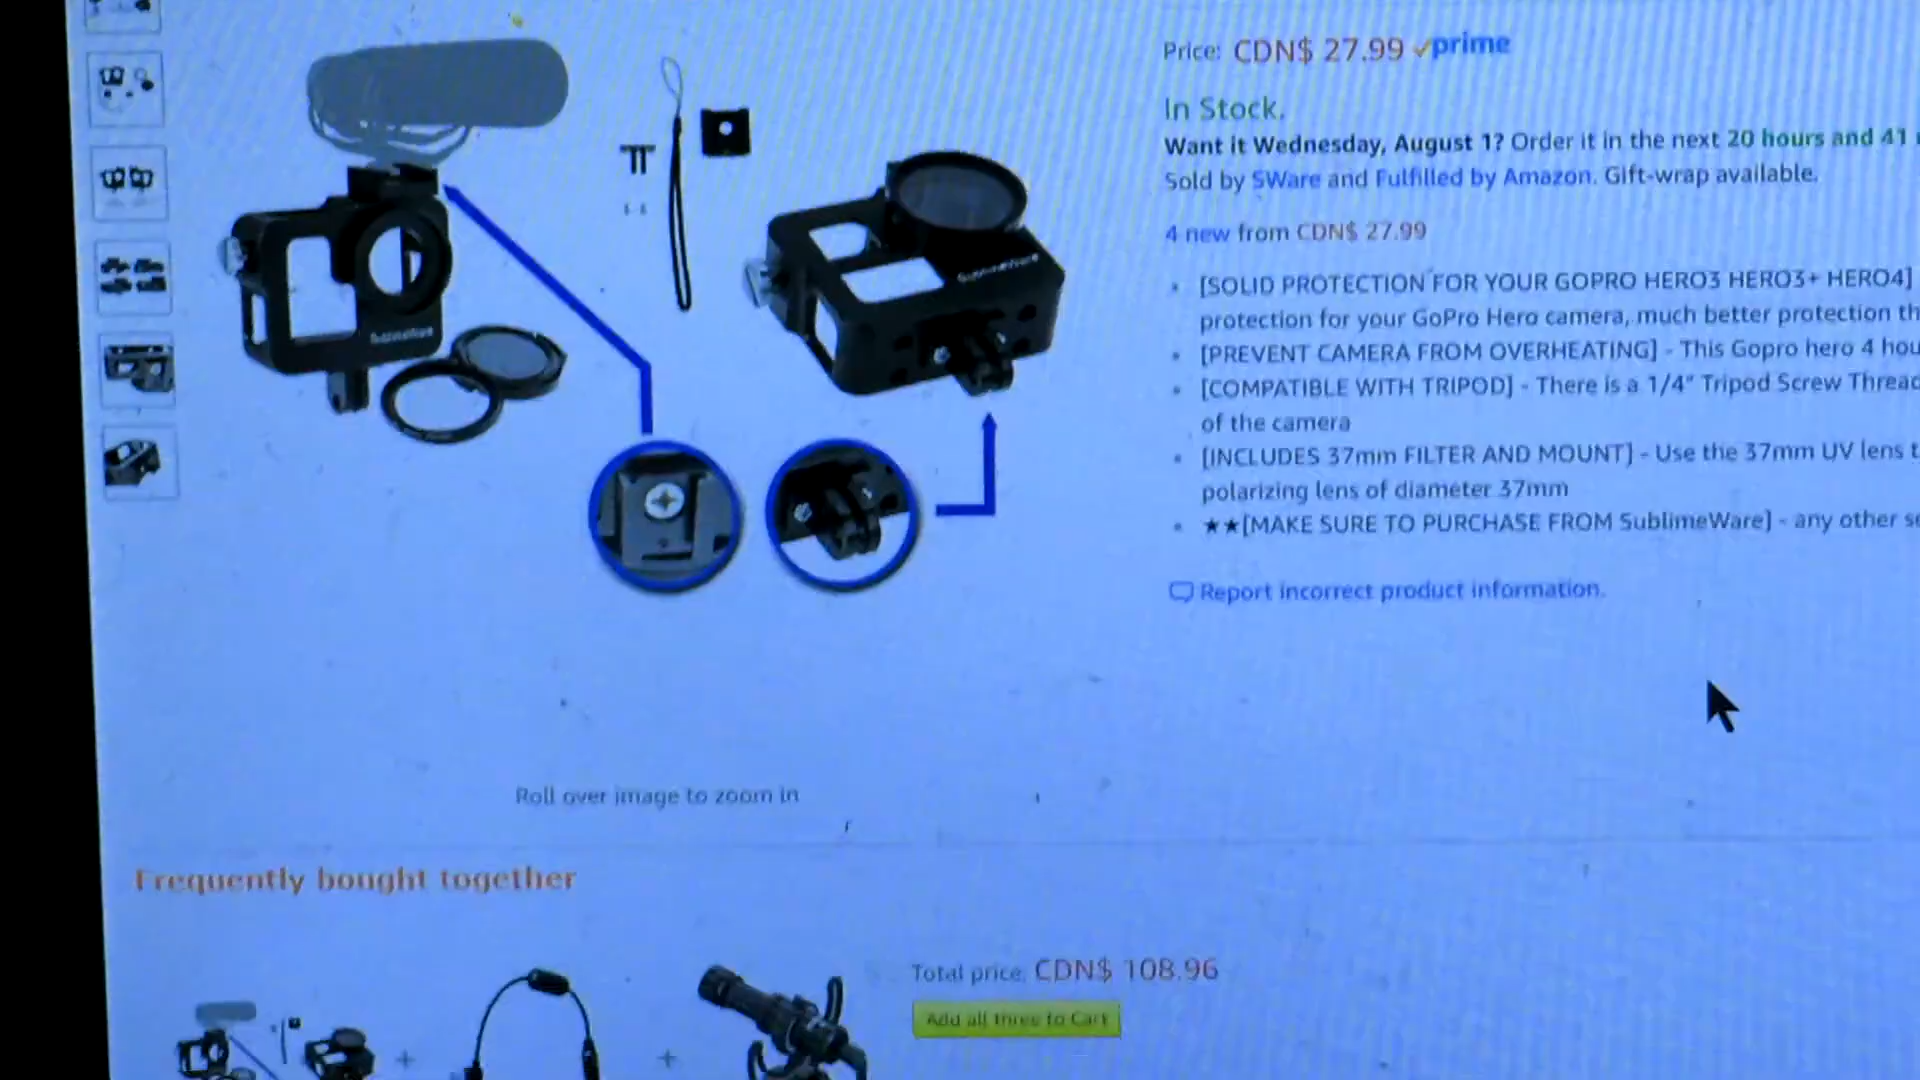 Price: CDN$ 27.99 prime
In Stock.
Want it Wednesday, August 1? Order it in the next 20 hours and 41
Sold by SWare and Fulfilled by Amazon. Gift-wrap available.
4 new from CDN$ 27.99
[SOLID PROTECTION FOR YOUR GOPRO HERO3 HERO3+ HERO4]
protection for your GoPro Hero camera, much better protection th
[PREVENT CAMERA FROM OVERHEATING] - This Gopro hero 4 hou
[COMPATIBLE WITH TRIPOD] - There is a 1/4" Tripod Screw Thread
of the camera
[INCLUDES 37mm FILTER AND MOUNT] - Use the 37mm UV lens t
polarizing lens of diameter 37mm
★★[MAKE SURE TO PURCHASE FROM SublimeWare] - any other se
Report incorrect product information.
SublimeWare
SublimeWare
Roll over image to zoom in
Frequently bought together
Total price: CDN$ 108.96
Add all three to Cart
+
+